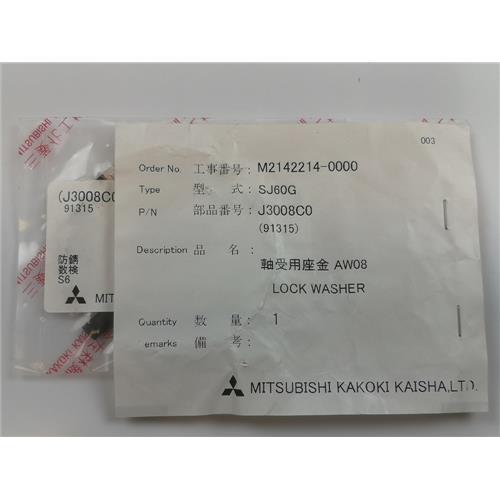 003
Order No. 工事番号: M2142214-0000
Type 型 式: SJ60G
P/N 部品番号: J3008C0
(91315)
Description 品 名:
軸受用座金 AW08
LOCK WASHER
Quantity 数 量: 1
emarks 備 考:
MITSUBISHI KAKOKI KAISHA,LTD.
(J3008C0
91315)
防錆
数検
S6
MIT